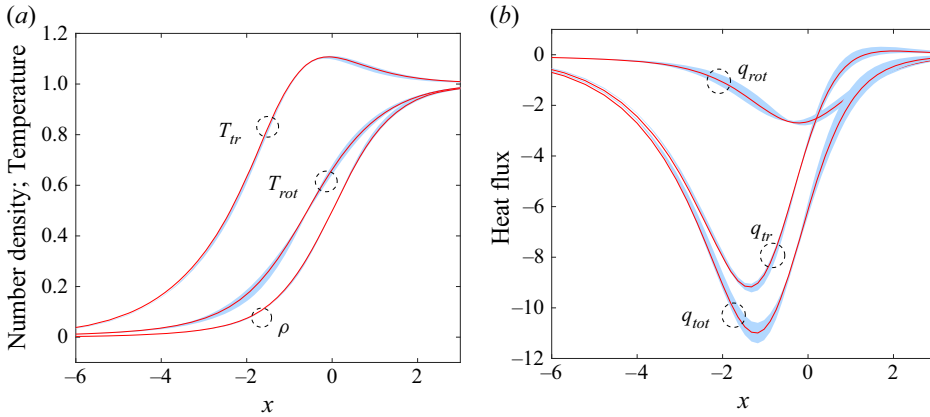 (a)
1.2
1.0
0.8
0.6
0.4
0.2
0
Number density; Temperature
T_tr
T_rot
ρ
−6 −4 −2 0 2
x
(b)
0
−2
−4
−6
−8
−10
−12
Heat flux
q_rot
q_tr
q_tot
−6 −4 −2 0 2
x